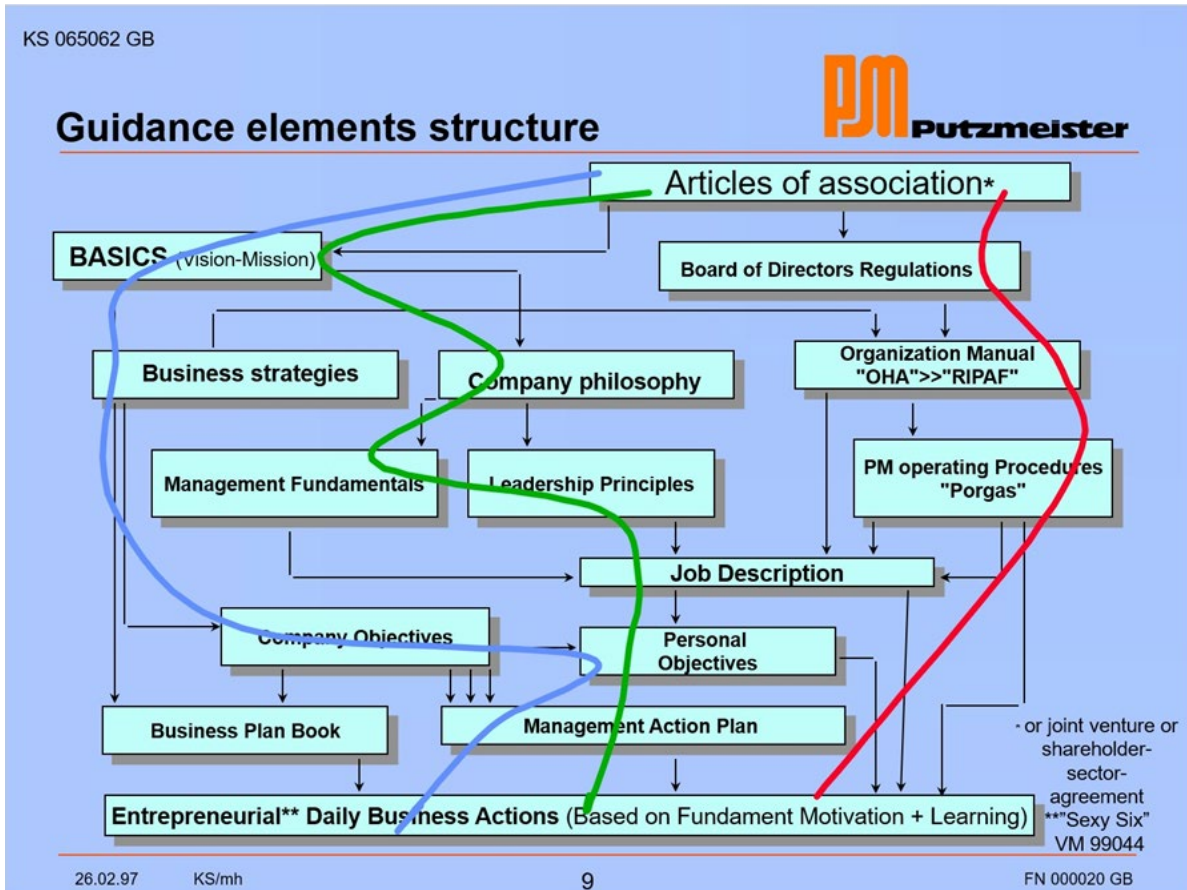 KS 065062 GB
Guidance elements structure
PM Putzmeister
Articles of association*
BASICS (Vision-Mission)
Board of Directors Regulations
Business strategies
Company philosophy
Organization Manual
"OHA">>"RIPAF"
Management Fundamentals
Leadership Principles
PM operating Procedures
"Porgas"
Job Description
Company Objectives
Personal
Objectives
Business Plan Book
Management Action Plan
* or joint venture or
shareholder-
sector-
agreement
**"Sexy Six"
VM 99044
Entrepreneurial** Daily Business Actions (Based on Fundament Motivation + Learning)
26.02.97 KS/mh 9 FN 000020 GB